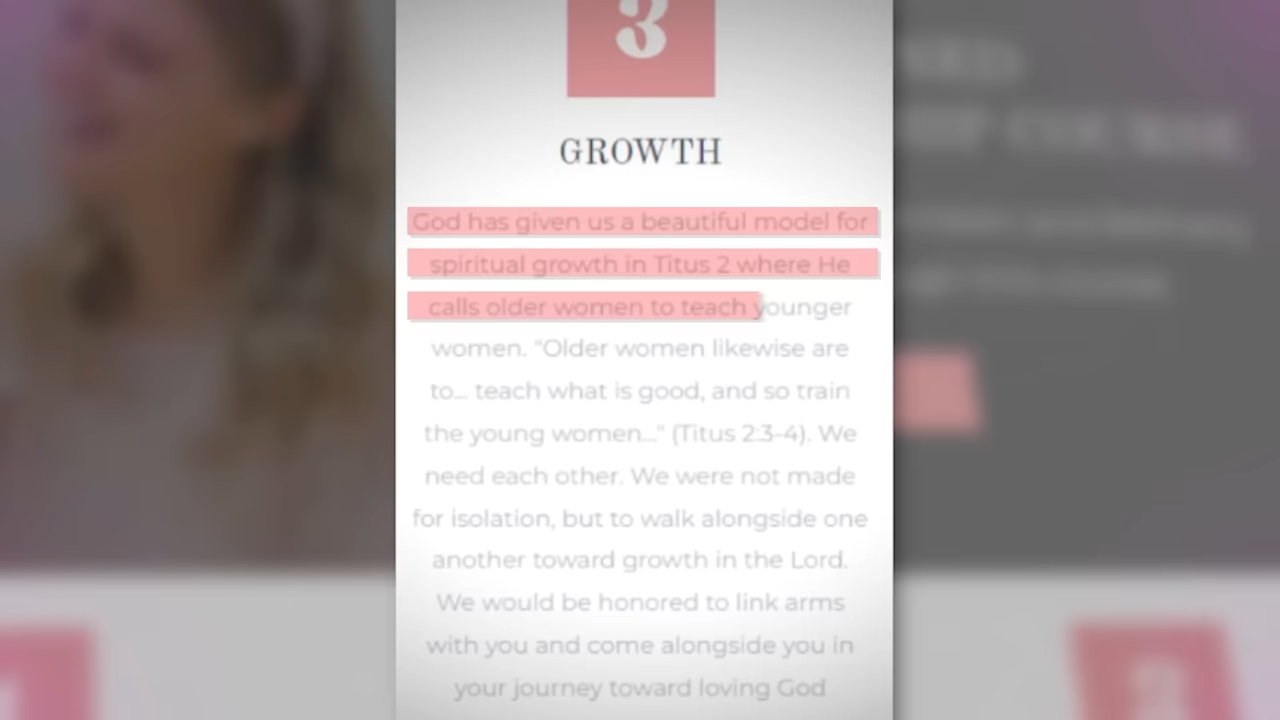 3
GROWTH
God has given us a beautiful model for
spiritual growth in Titus 2 where He
calls older women to teach younger
women. "Older women likewise are
to... teach what is good, and so train
the young women..." (Titus 2:3-4). We
need each other. We were not made
for isolation, but to walk alongside one
another toward growth in the Lord.
We would be honored to link arms
with you and come alongside you in
your journey toward loving God